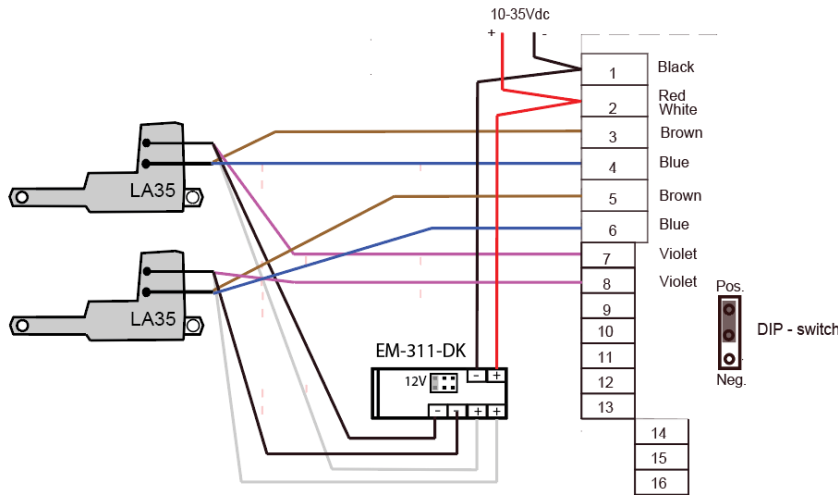 10-35Vdc
+ -
1 Black
2 Red
White
3 Brown
4 Blue
5 Brown
6 Blue
7 Violet
8 Violet
9
10
11
12
13
14
15
16
LA35
LA35
EM-311-DK
12V
- +
- - + +
Pos.
DIP - switch
Neg.